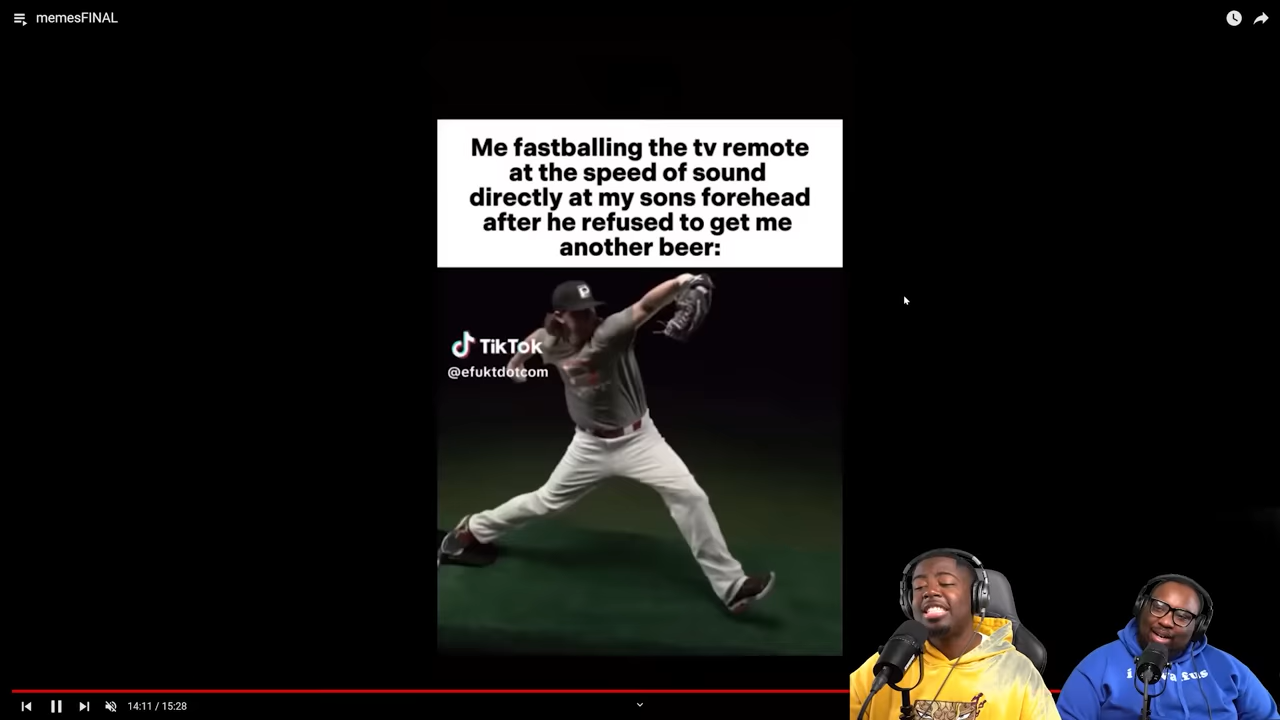 memesFINAL
Me fastballing the tv remote
at the speed of sound
directly at my sons forehead
after he refused to get me
another beer:
TikTok
@efuktdotcom
14:11 / 15:28